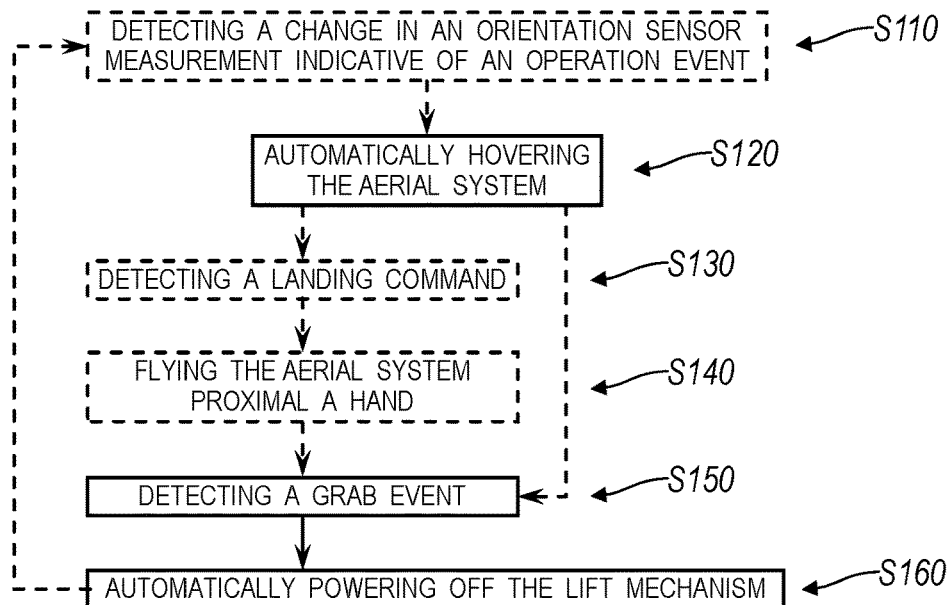 DETECTING A CHANGE IN AN ORIENTATION SENSOR
MEASUREMENT INDICATIVE OF AN OPERATION EVENT
S110
AUTOMATICALLY HOVERING
THE AERIAL SYSTEM
S120
DETECTING A LANDING COMMAND
S130
FLYING THE AERIAL SYSTEM
PROXIMAL A HAND
S140
DETECTING A GRAB EVENT
S150
AUTOMATICALLY POWERING OFF THE LIFT MECHANISM
S160